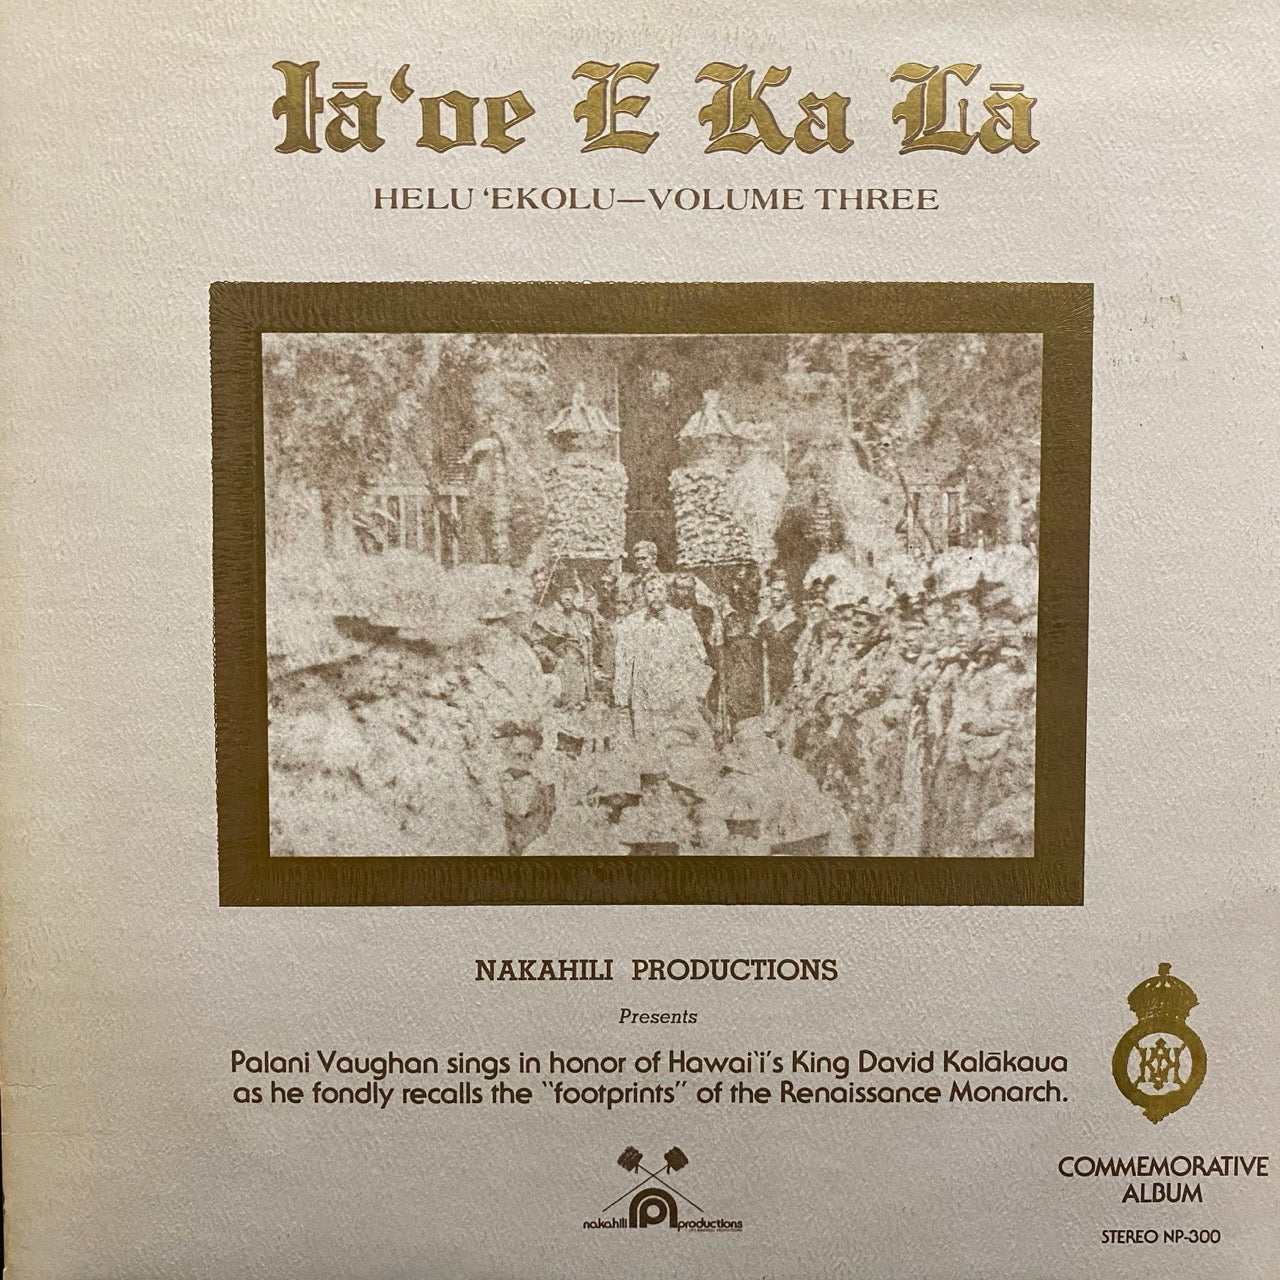 Iā‘oe E Ka Lā
HELU ‘EKOLU—VOLUME THREE
NAKAHILI PRODUCTIONS
Presents
Palani Vaughan sings in honor of Hawai‘i’s King David Kalākaua
as he fondly recalls the “footprints” of the Renaissance Monarch.
nakahili productions
COMMEMORATIVE
ALBUM
STEREO NP-300